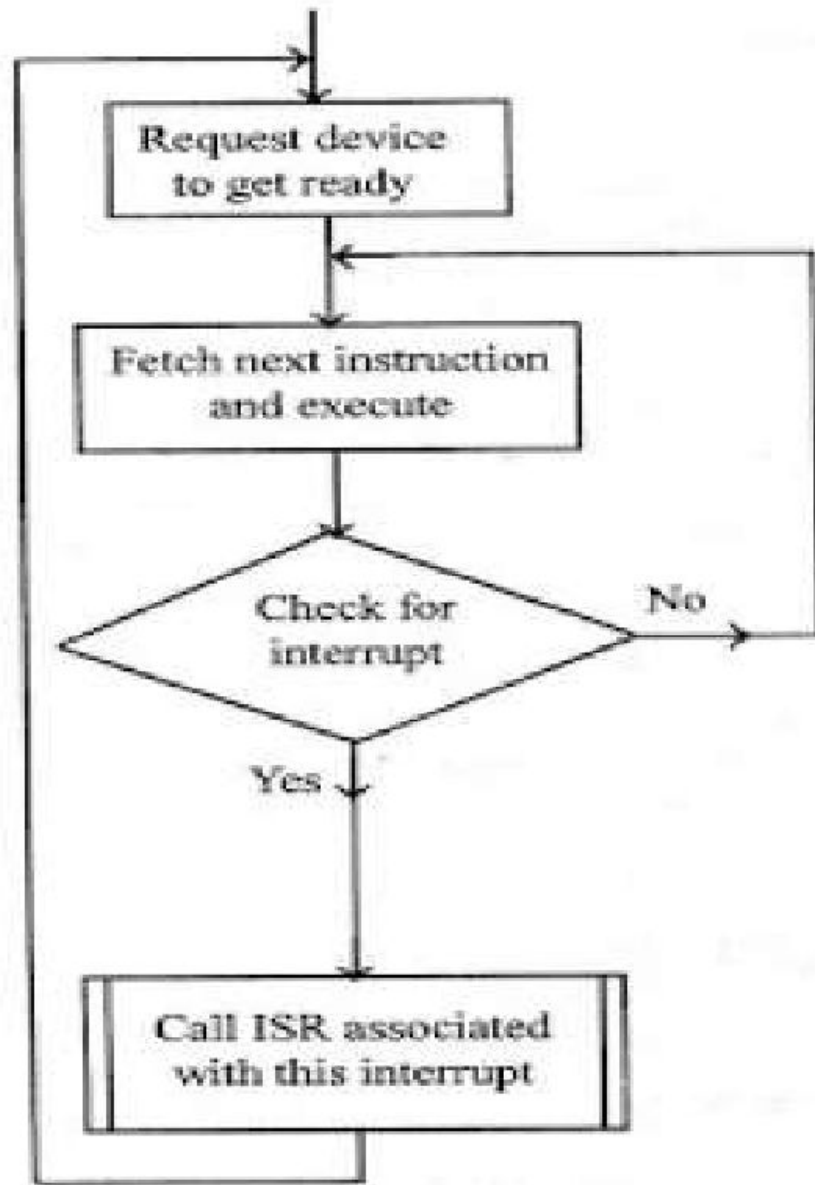 Request device
to get ready
Fetch next instruction
and execute
Check for
interrupt
No
Yes
Call ISR associated
with this interrupt